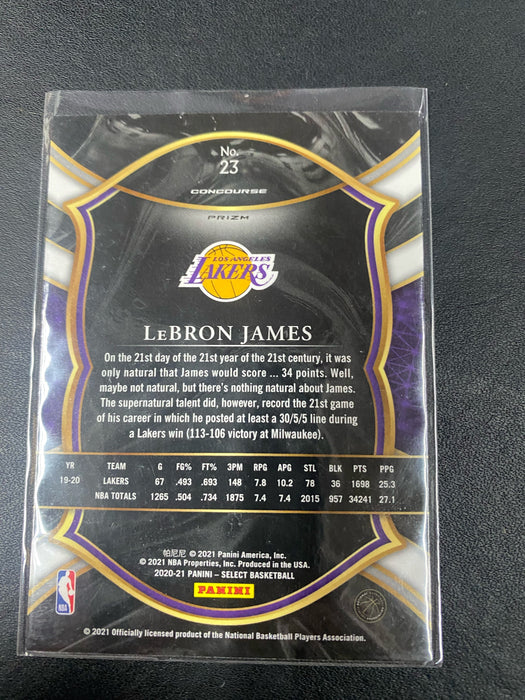 No.
23
CONCOURSE
PRIZM
LOS ANGELES
LAKERS
LEBRON JAMES
On the 21st day of the 21st year of the 21st century, it was
only natural that James would score ... 34 points. Well,
maybe not natural, but there's nothing natural about James.
The supernatural talent did, however, record the 21st game
of his career in which he posted at least a 30/5/5 line during
a Lakers win (113-106 victory at Milwaukee).
YR TEAM G FG% FT% 3PM RPG APG STL BLK PTS PPG
19-20 LAKERS 67 .493 .693 148 7.8 10.2 78 36 1698 25.3
NBA TOTALS 1265 .504 .734 1875 7.4 7.4 2015 957 34241 27.1
帕尼尼 © 2021 Panini America, Inc.
© 2021 NBA Properties, Inc. Produced in the USA.
2020-21 PANINI – SELECT BASKETBALL
PANINI
NBA
© 2021 Officially licensed product of the National Basketball Players Association.